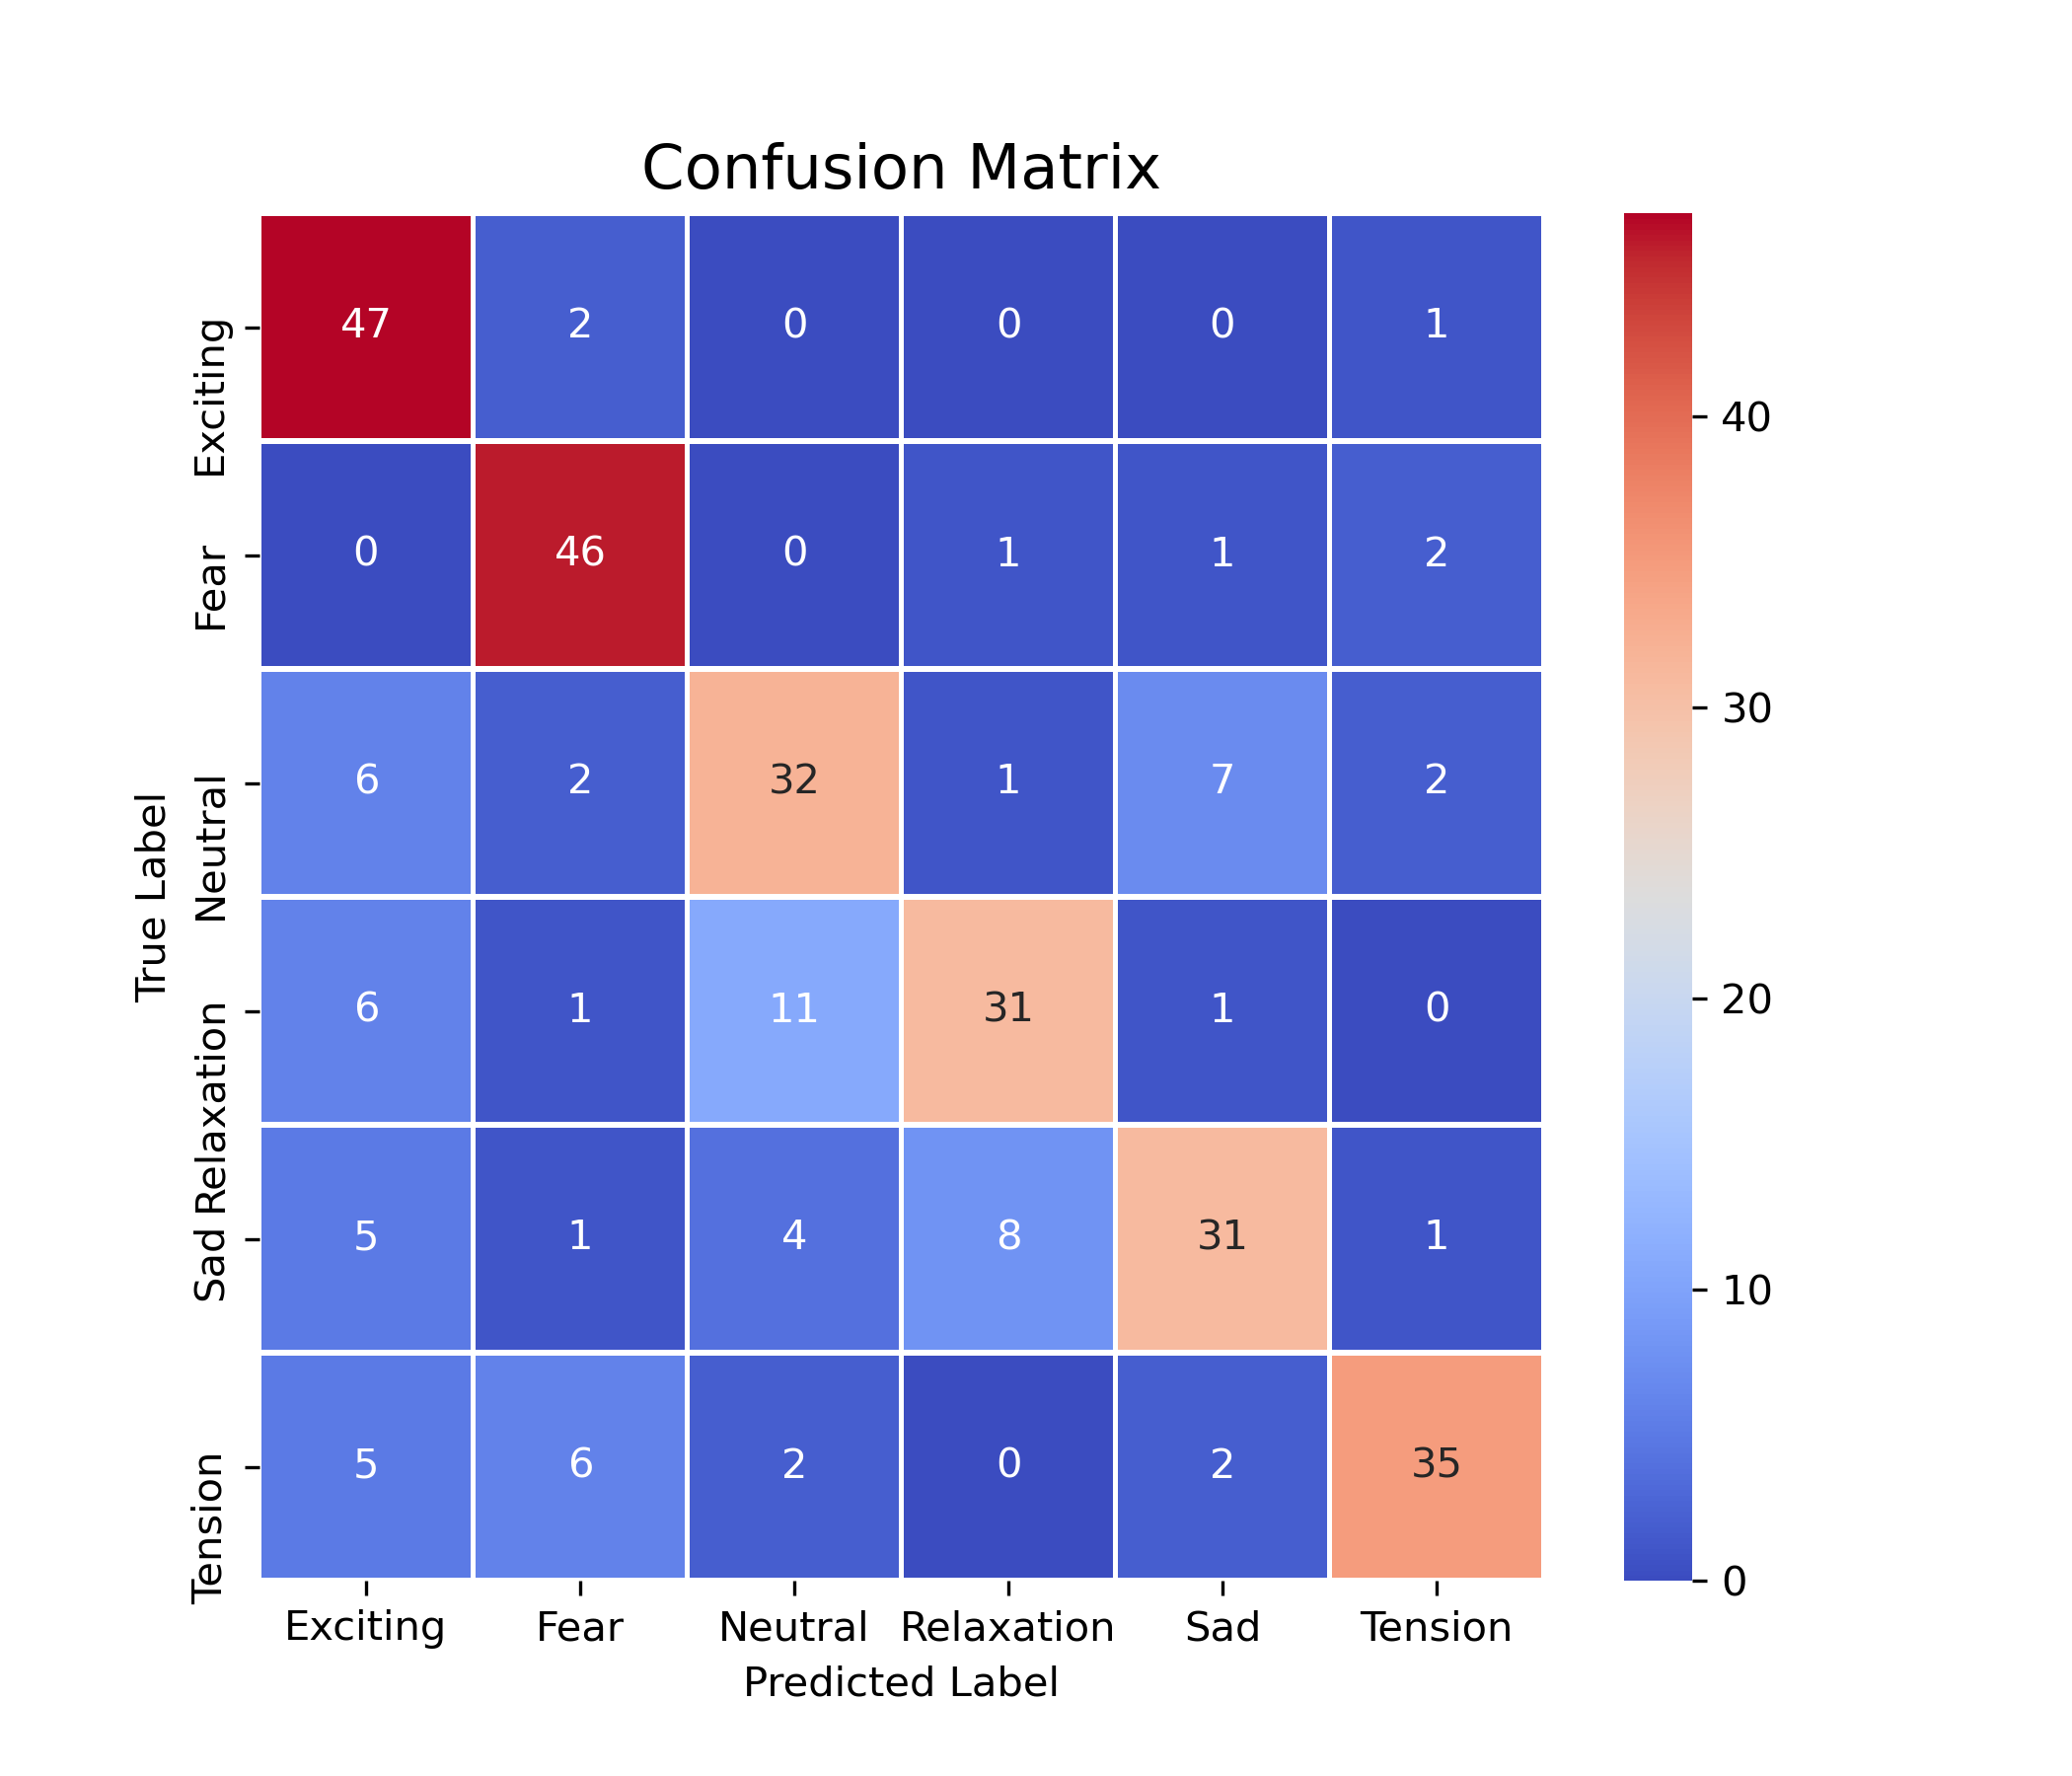 Confusion Matrix
True Label
Exciting 47 2 0 0 0 1
Fear 0 46 0 1 1 2
Neutral 6 2 32 1 7 2
Relaxation 6 1 11 31 1 0
Sad 5 1 4 8 31 1
Tension 5 6 2 0 2 35
Exciting Fear Neutral Relaxation Sad Tension
Predicted Label
40
30
20
10
0